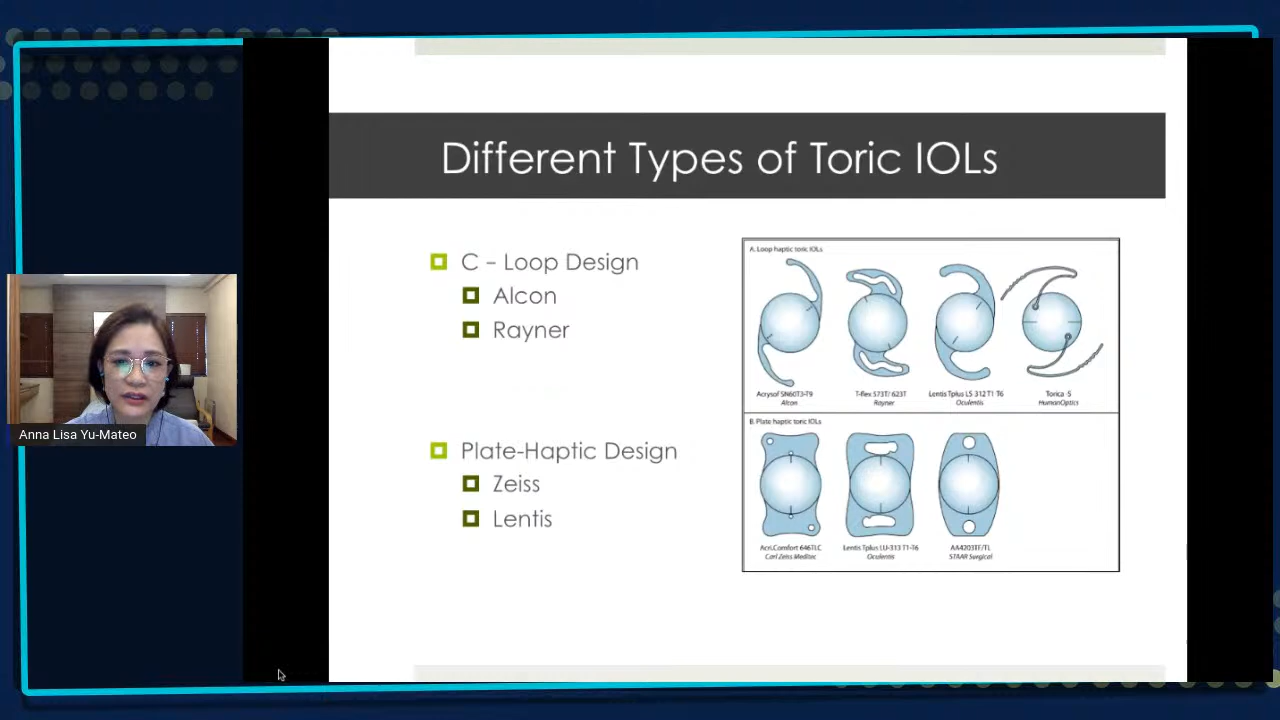 Different Types of Toric IOLs
C – Loop Design
Alcon
Rayner
Plate-Haptic Design
Zeiss
Lentis
A. Loop haptic toric IOLs
Acrysof SN60T3-T9
Alcon
T-flex 573T/ 623T
Rayner
Lentis Tplus LS-312 T1-T6
Oculentis
Torica -S
HumanOptics
B. Plate haptic toric IOLs
Acri.Comfort 646TLC
Carl Zeiss Meditec
Lentis Tplus LU-313 T1-T6
Oculentis
AA4203TF/TL
STAAR Surgical
Anna Lisa Yu-Mateo